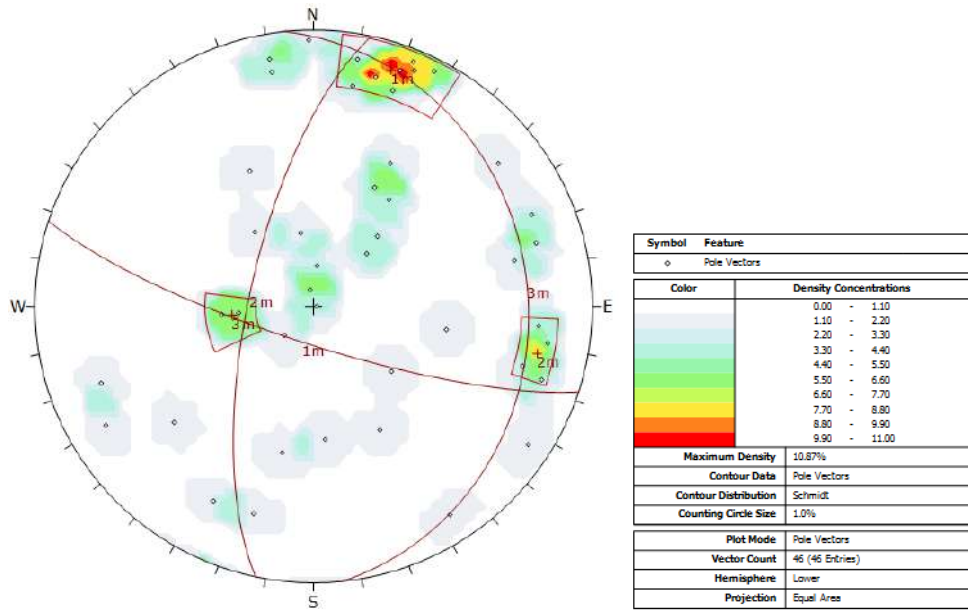 N
1m
W
E
3m
2m
3m
1m
2m
S
Symbol Feature
Pole Vectors
Color Density Concentrations
0.00 - 1.10
1.10 - 2.20
2.20 - 3.30
3.30 - 4.40
4.40 - 5.50
5.50 - 6.60
6.60 - 7.70
7.70 - 8.80
8.80 - 9.90
9.90 - 11.00
Maximum Density 10.87%
Contour Data Pole Vectors
Contour Distribution Schmidt
Counting Circle Size 1.0%
Plot Mode Pole Vectors
Vector Count 46 (46 Entries)
Hemisphere Lower
Projection Equal Area